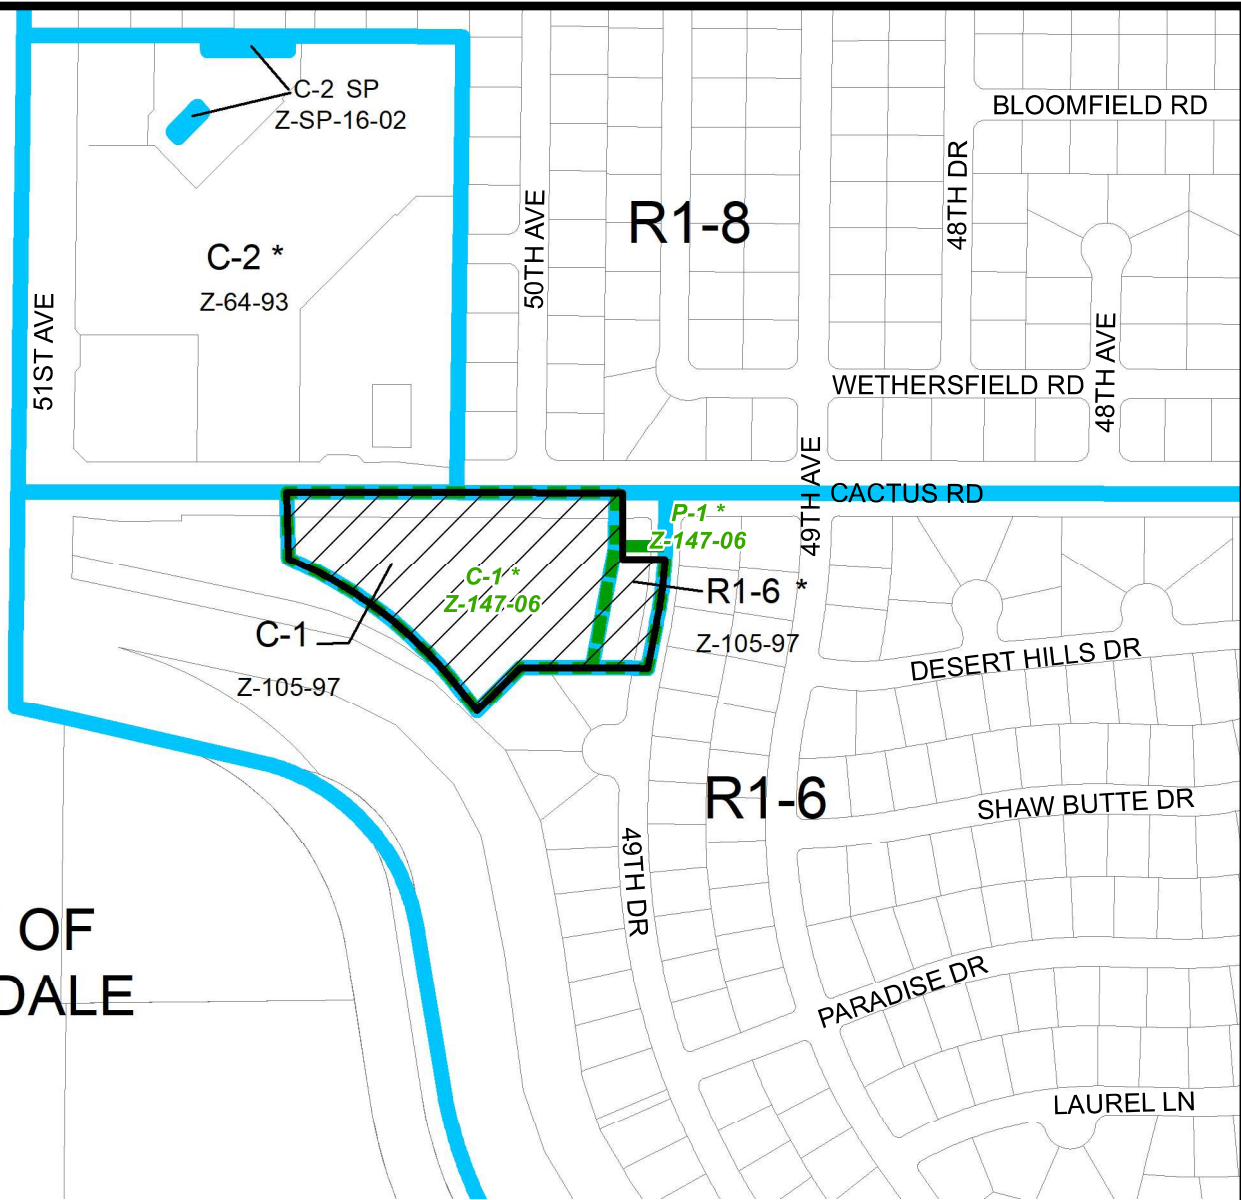 C-2 SP
Z-SP-16-02
BLOOMFIELD RD
48TH DR
50TH AVE
R1-8
C-2 *
Z-64-93
51ST AVE
48TH AVE
WETHERSFIELD RD
49TH AVE
CACTUS RD
P-1 *
Z-147-06
C-1 *
Z-147-06
R1-6 *
Z-105-97
C-1
Z-105-97
DESERT HILLS DR
R1-6
SHAW BUTTE DR
49TH DR
OF
DALE
PARADISE DR
LAUREL LN